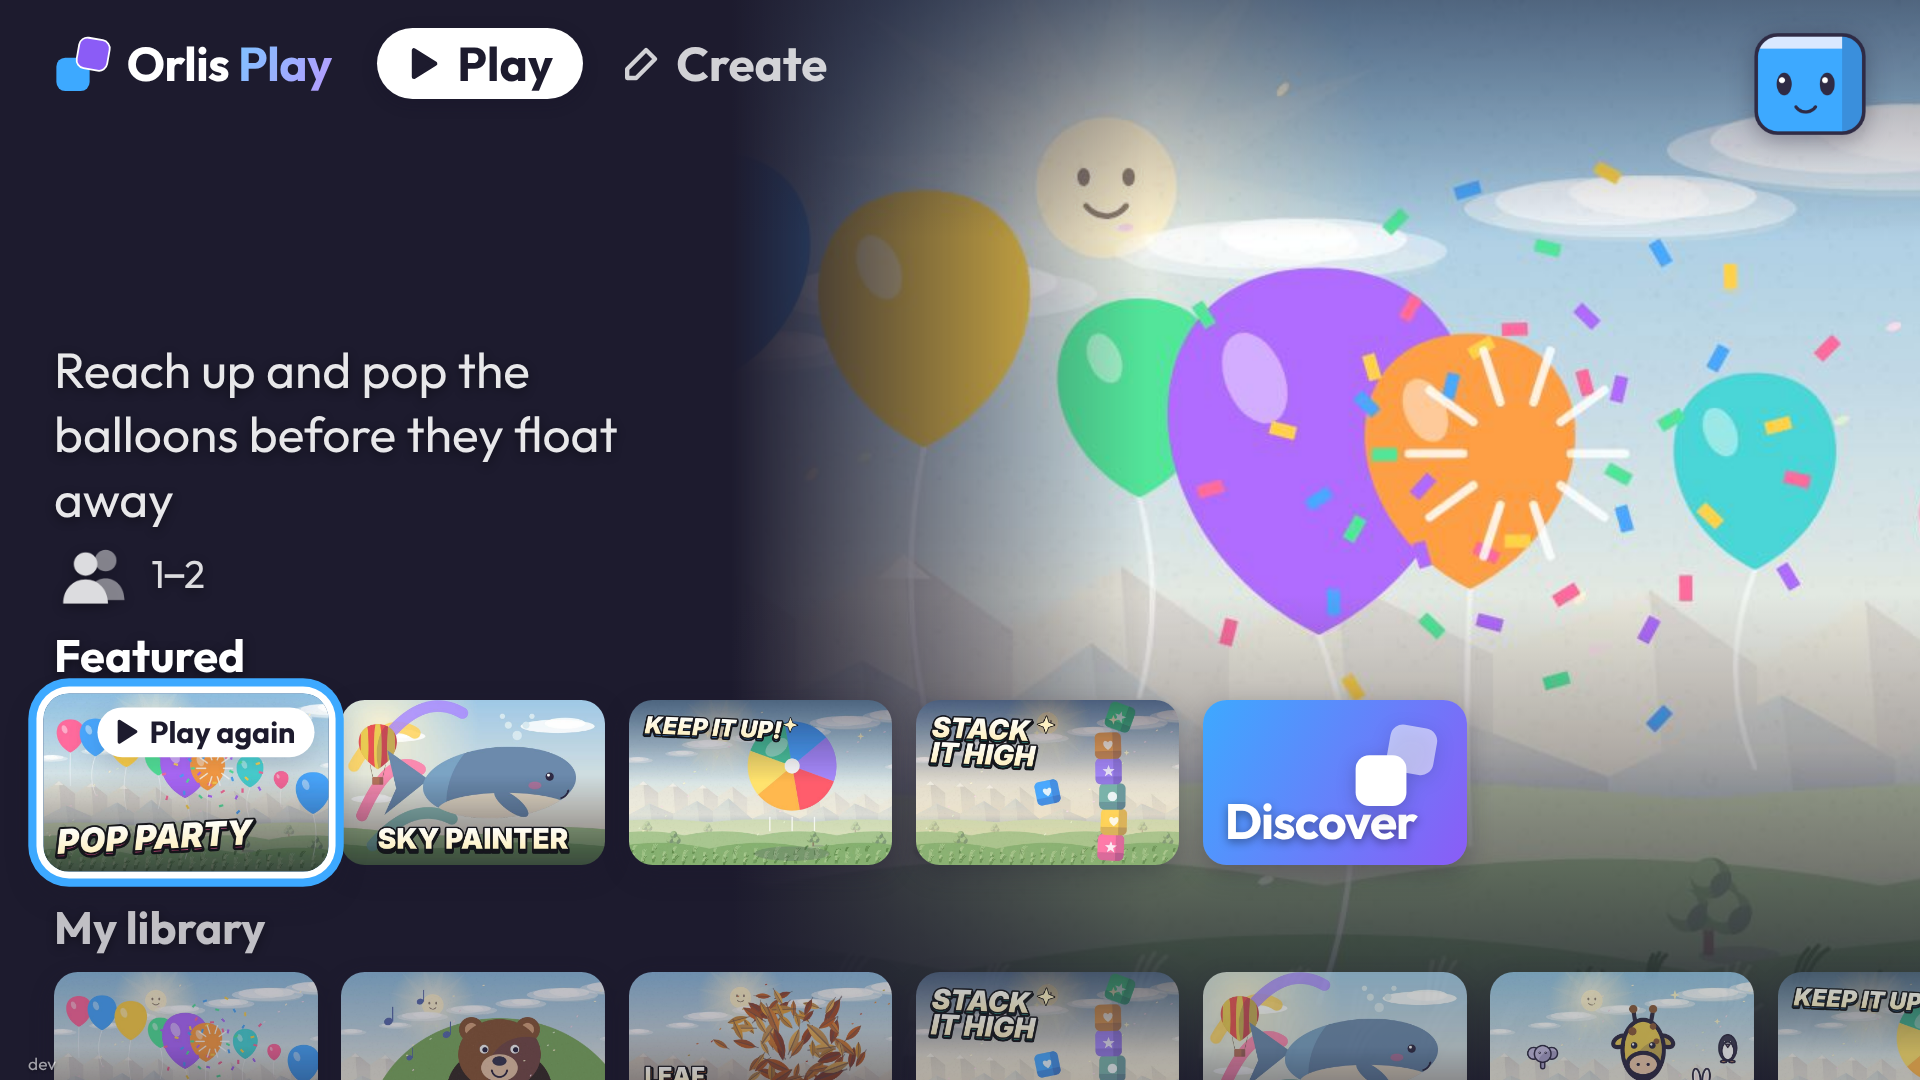 Orlis Play
Play
Create
Reach up and pop the
balloons before they float
away
1–2
Featured
Play again
POP PARTY
SKY PAINTER
KEEP IT UP!
STACK
IT HIGH
Discover
My library
LEAF
STACK
IT HIGH
KEEP IT UP
dev